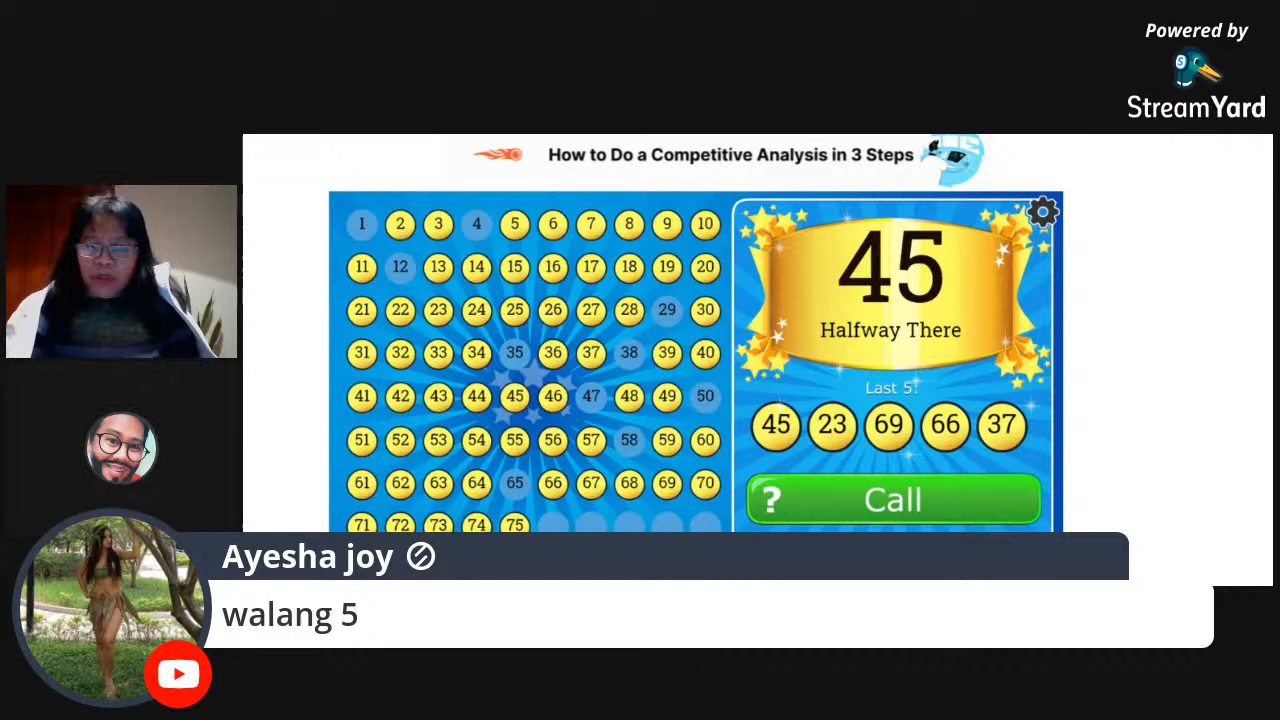 Powered by
StreamYard
How to Do a Competitive Analysis in 3 Steps
1 2 3 4 5 6 7 8 9 10
11 12 13 14 15 16 17 18 19 20
21 22 23 24 25 26 27 28 29 30
31 32 33 34 35 36 37 38 39 40
41 42 43 44 45 46 47 48 49 50
51 52 53 54 55 56 57 58 59 60
61 62 63 64 65 66 67 68 69 70
71 72 73 74 75
45
Halfway There
Last 5:
45 23 69 66 37
? Call
Ayesha joy
walang 5